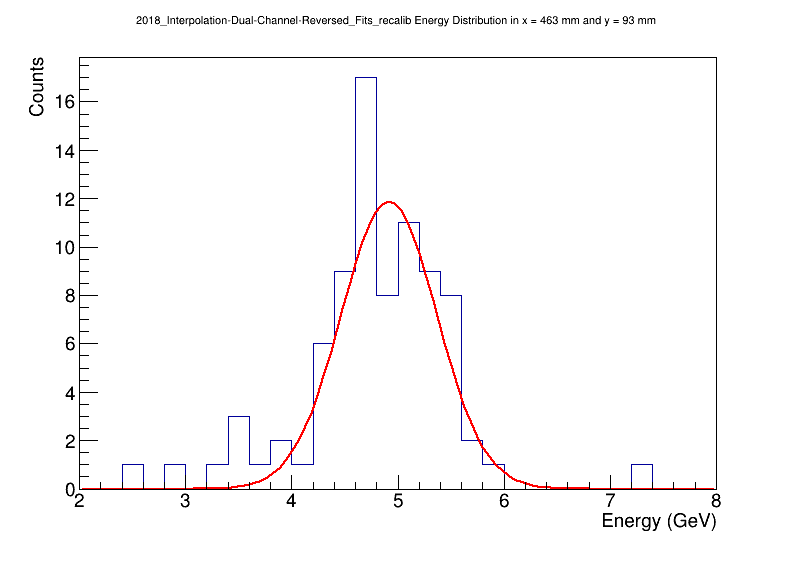 2018_Interpolation-Dual-Channel-Reversed_Fits_recalib Energy Distribution in x = 463 mm and y = 93 mm
Counts
16
14
12
10
8
6
4
2
0
2 3 4 5 6 7 8
Energy (GeV)